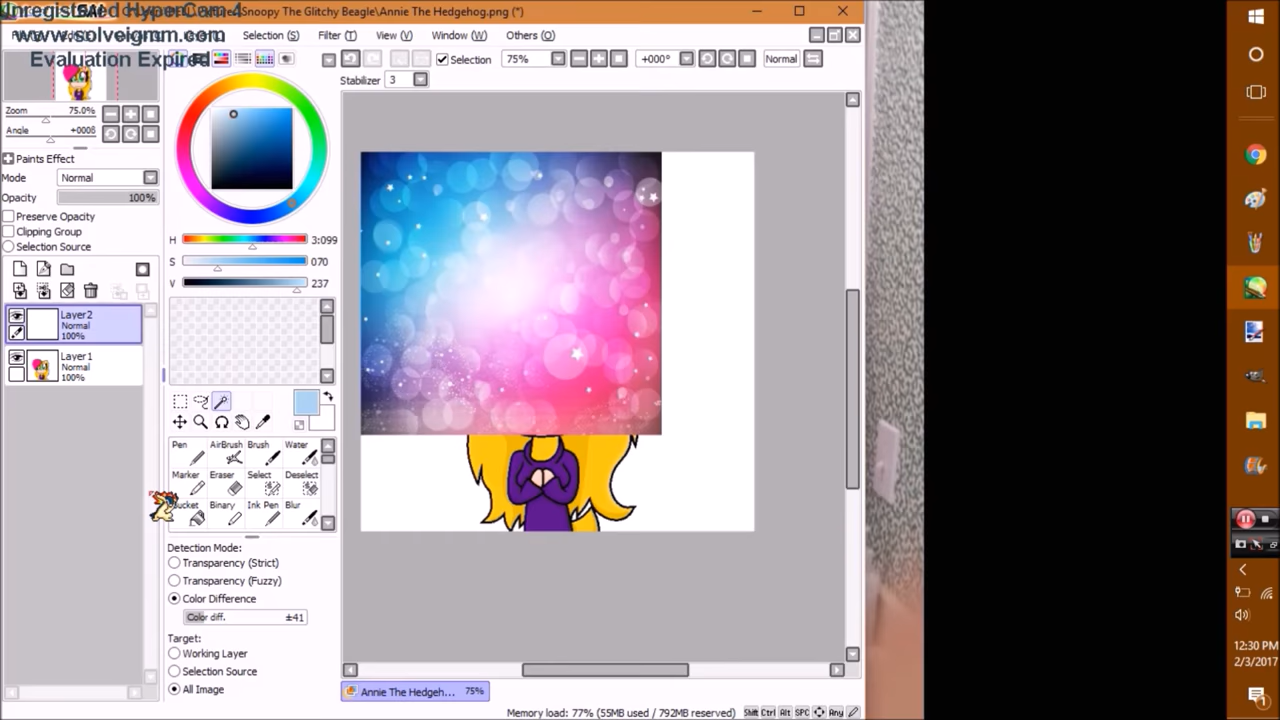 Unregistered HyperCam 4
Pictures\Snoopy The Glitchy Beagle\Annie The Hedgehog.png (*)
www.solveigmm.com
Evaluation Expired
Selection (S)
Filter (T)
View (V)
Window (W)
Others (O)
Selection
75%
+000°
Normal
Stabilizer
3
Zoom
75.0%
Angle
+000ß
Paints Effect
Mode
Normal
Opacity
100%
Preserve Opacity
Clipping Group
Selection Source
H
3:099
S
070
V
237
Layer2
Normal
100%
Layer1
Normal
100%
Pen
AirBrush
Brush
Water
Marker
Eraser
Select
Deselect
Bucket
Binary
Ink Pen
Blur
Detection Mode:
Transparency (Strict)
Transparency (Fuzzy)
Color Difference
Color diff.
±41
Target:
Working Layer
Selection Source
All Image
Annie The Hedgeh...
75%
Memory load: 77% (55MB used / 792MB reserved)
Shift Ctrl Alt SPC Any
12:30 PM
2/3/2017
1